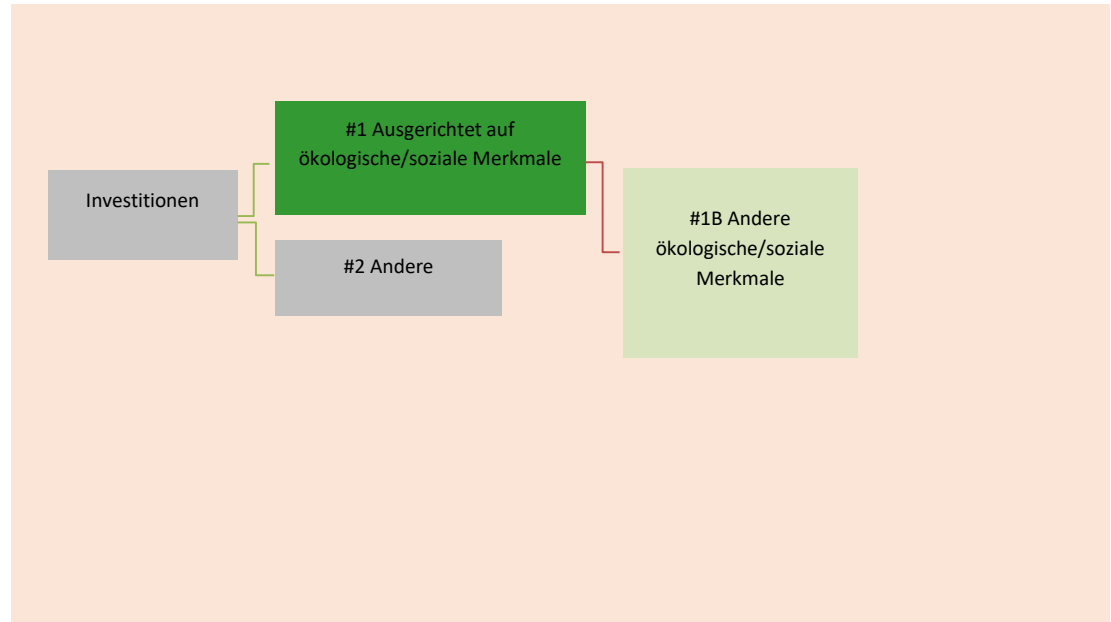 Investitionen
#1 Ausgerichtet auf
ökologische/soziale Merkmale
#2 Andere
#1B Andere
ökologische/soziale
Merkmale